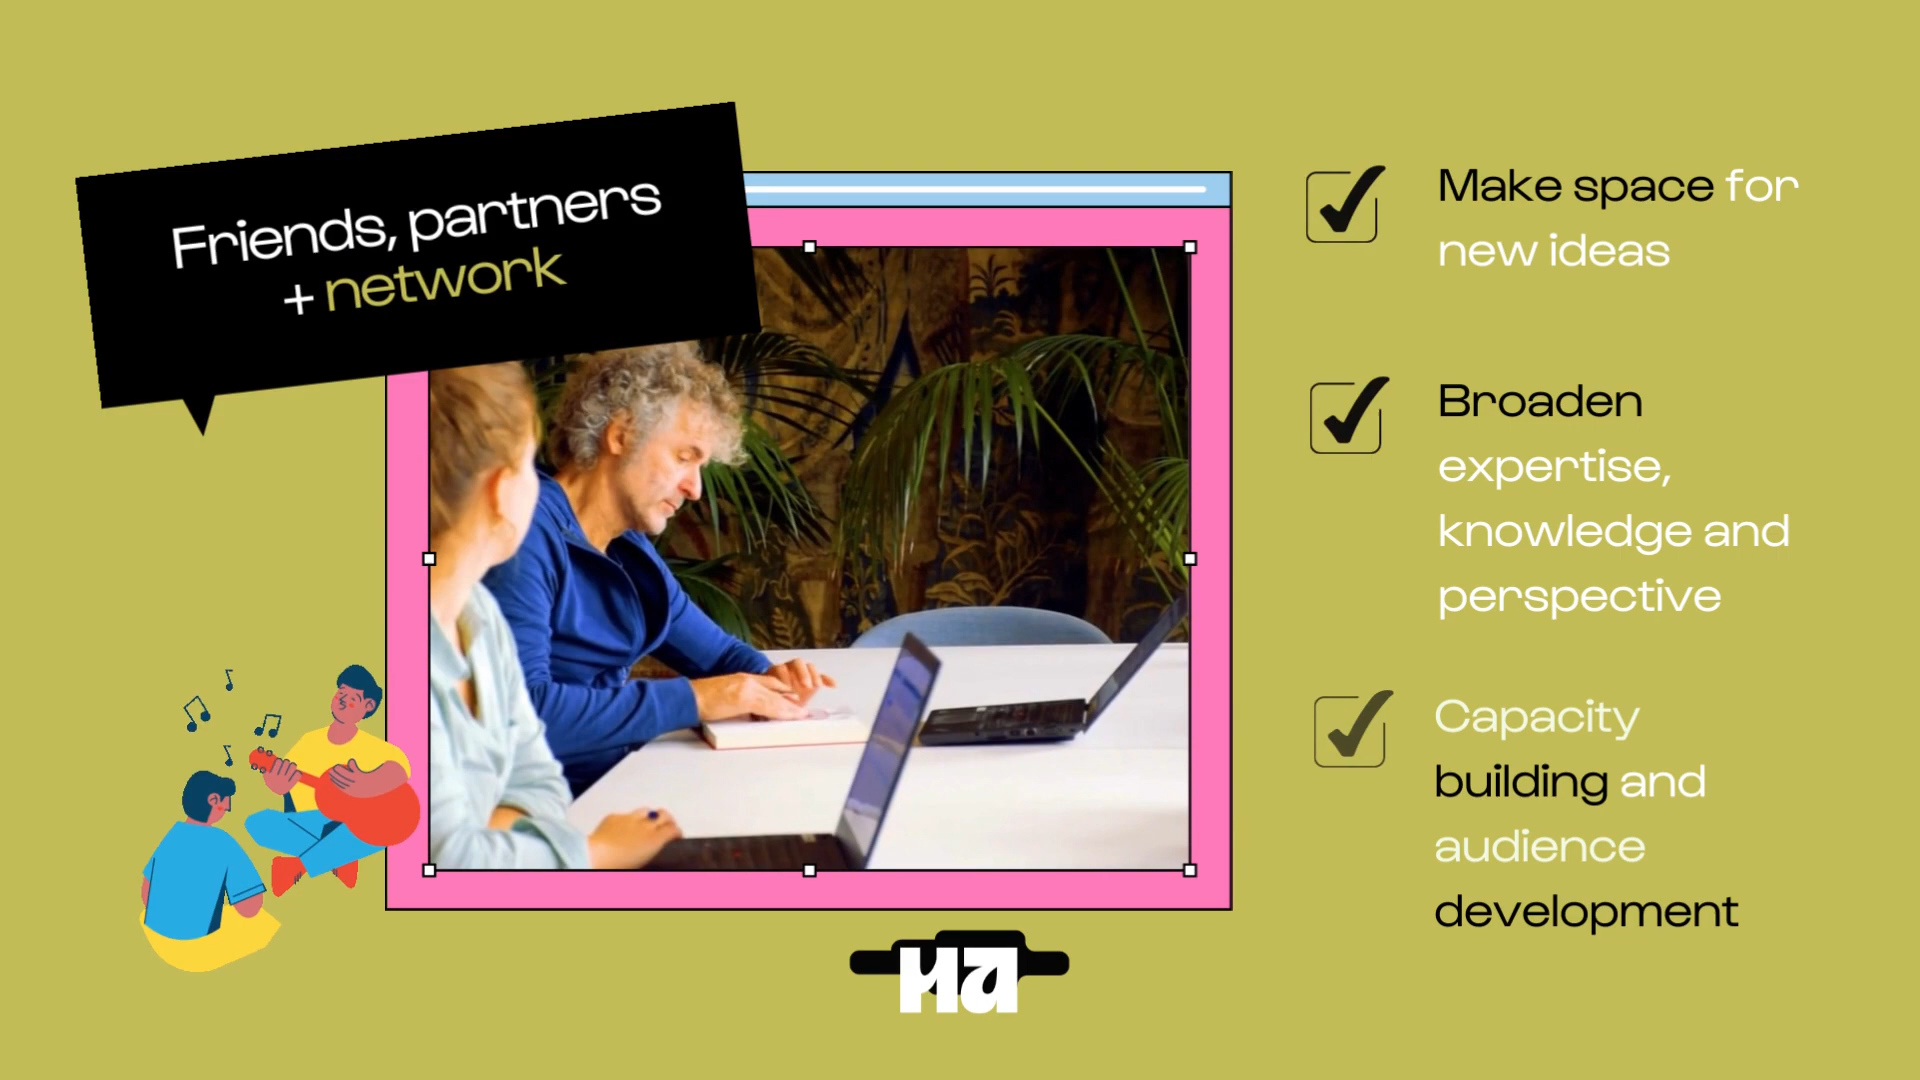 Friends, partners
+ network
Make space for
new ideas
Broaden
expertise,
knowledge and
perspective
Capacity
building and
audience
development